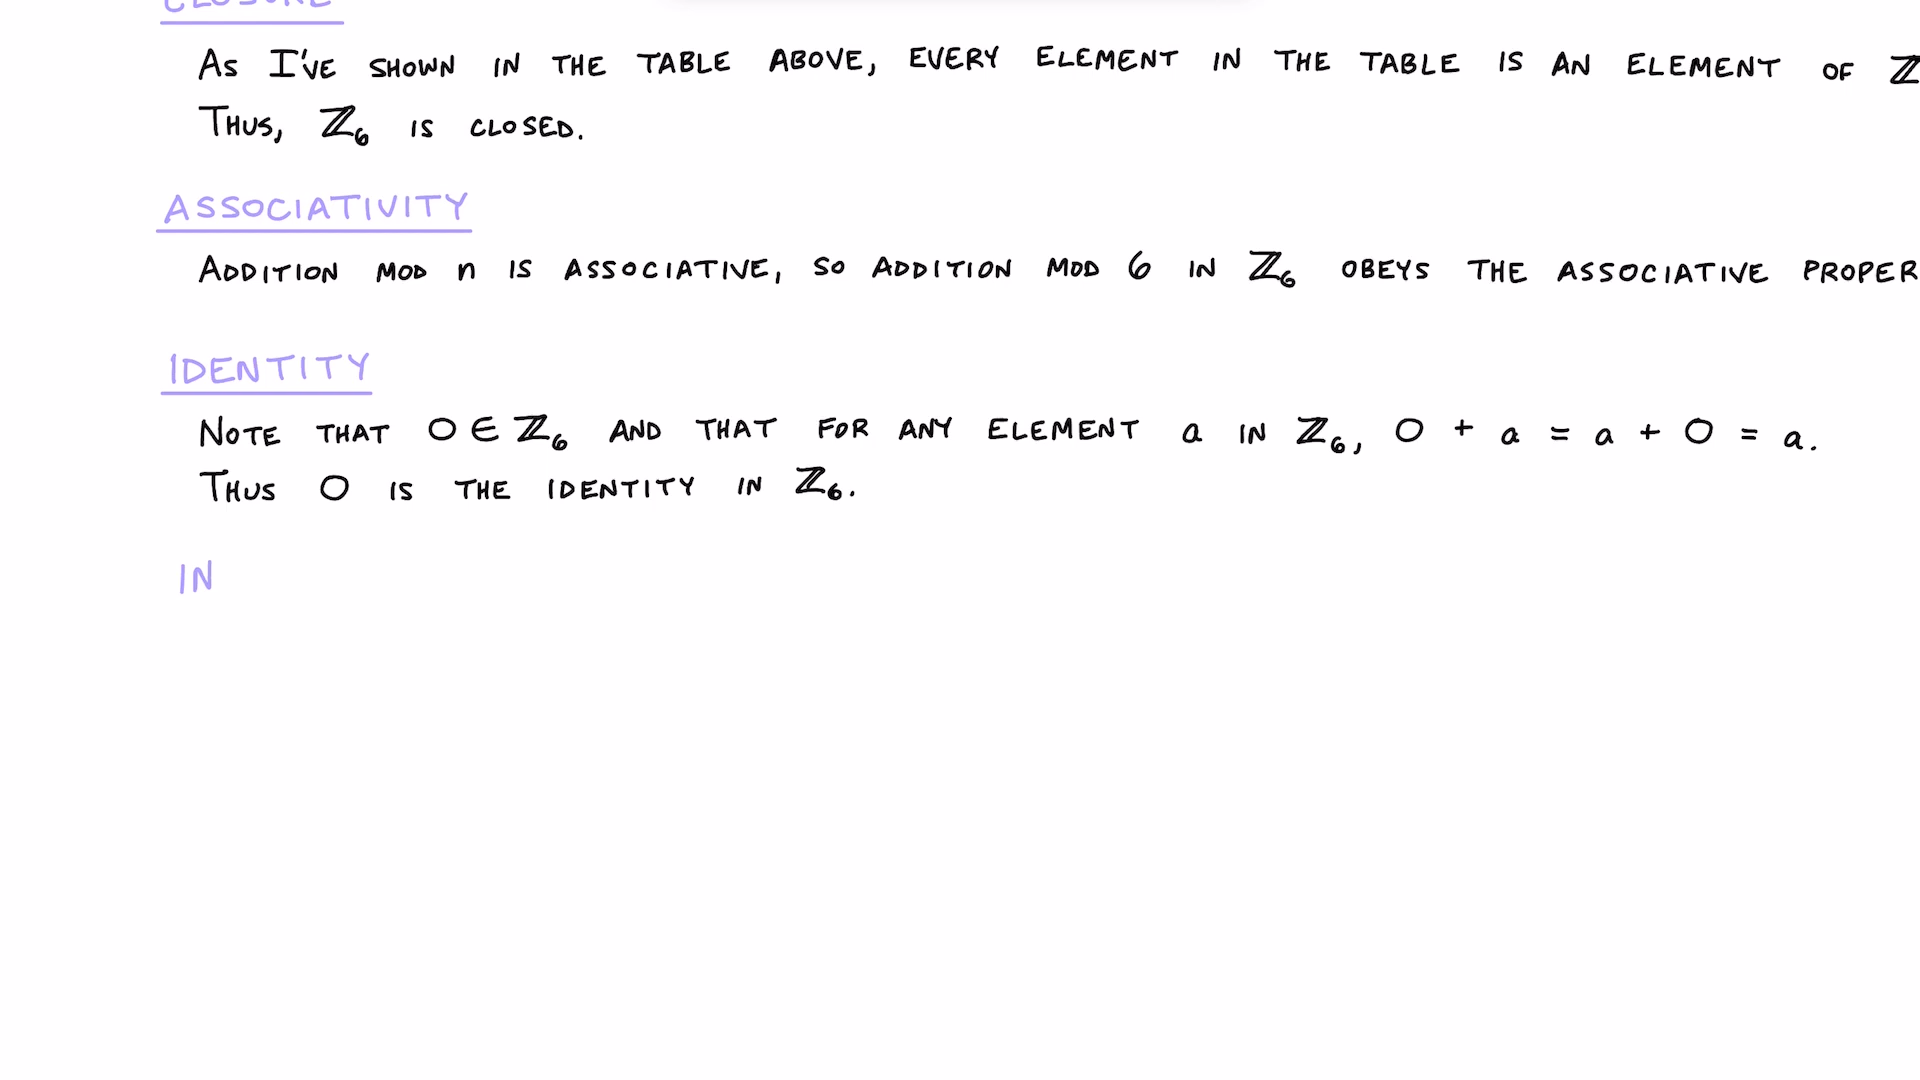 CLOSURE
AS I'VE SHOWN IN THE TABLE ABOVE, EVERY ELEMENT IN THE TABLE IS AN ELEMENT OF ℤ
THUS, ℤ₆ IS CLOSED.
ASSOCIATIVITY
ADDITION MOD n IS ASSOCIATIVE, SO ADDITION MOD 6 IN ℤ₆ OBEYS THE ASSOCIATIVE PROPER
IDENTITY
NOTE THAT 0 ∈ ℤ₆ AND THAT FOR ANY ELEMENT a IN ℤ₆, 0 + a = a + 0 = a.
THUS 0 IS THE IDENTITY IN ℤ₆.
IN